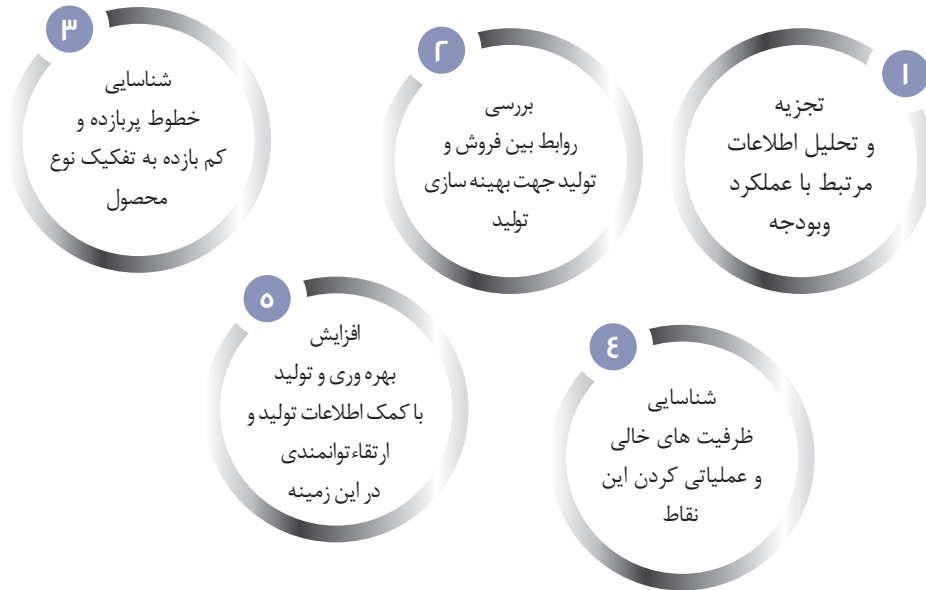 ۱
تجزیه
و تحلیل اطلاعات
مرتبط با عملکرد
وبودجه
۲
بررسی
روابط بین فروش و
تولید جهت بهینه سازی
تولید
۳
شناسایی
خطوط پربازده و
کم بازده به تفکیک نوع
محصول
٤
شناسایی
ظرفیت های خالی
و عملیاتی کردن این
نقاط
۵
افزایش
بهره وری و تولید
با کمک اطلاعات تولید و
ارتقاء توانمندی
در این زمینه